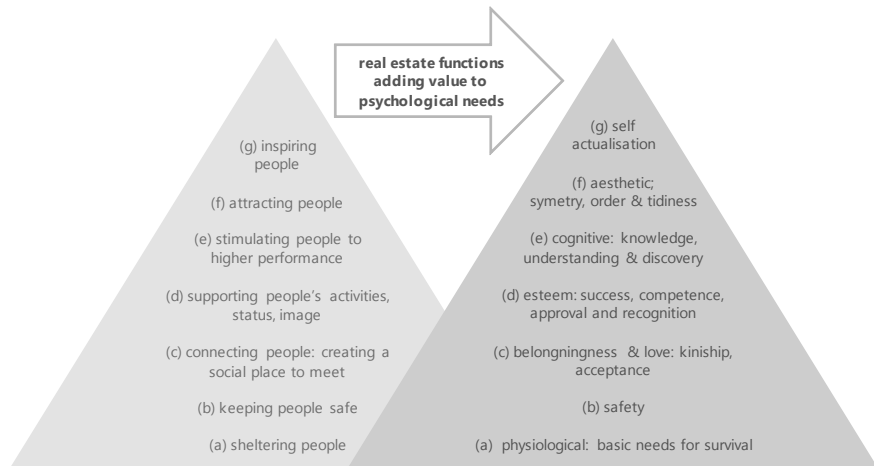 real estate functions
adding value to
psychological needs
(g) inspiring
people
(f) attracting people
(e) stimulating people to
higher performance
(d) supporting people's activities,
status, image
(c) connecting people: creating a
social place to meet
(b) keeping people safe
(a) sheltering people
(g) self
actualisation
(f) aesthetic;
symetry, order & tidiness
(e) cognitive: knowledge,
understanding & discovery
(d) esteem: success, competence,
approval and recognition
(c) belongningness & love: kiniship,
acceptance
(b) safety
(a) physiological: basic needs for survival